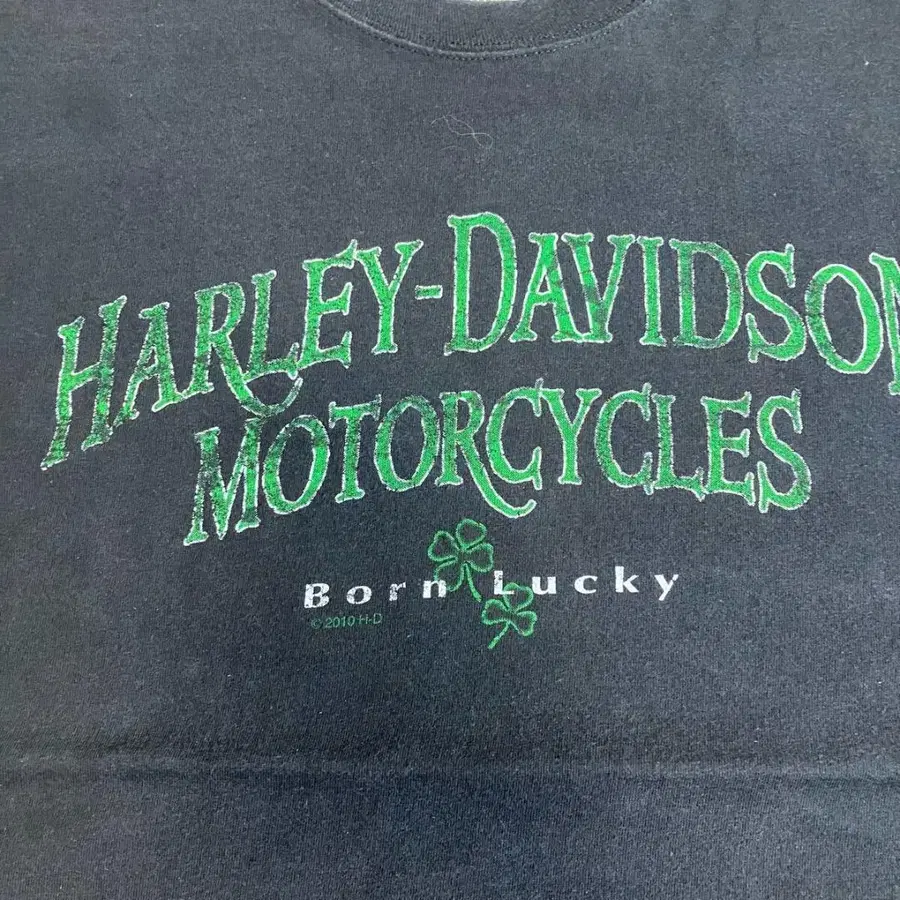 HARLEY-DAVIDSON
MOTORCYCLES
Born Lucky
© 2010 H-D